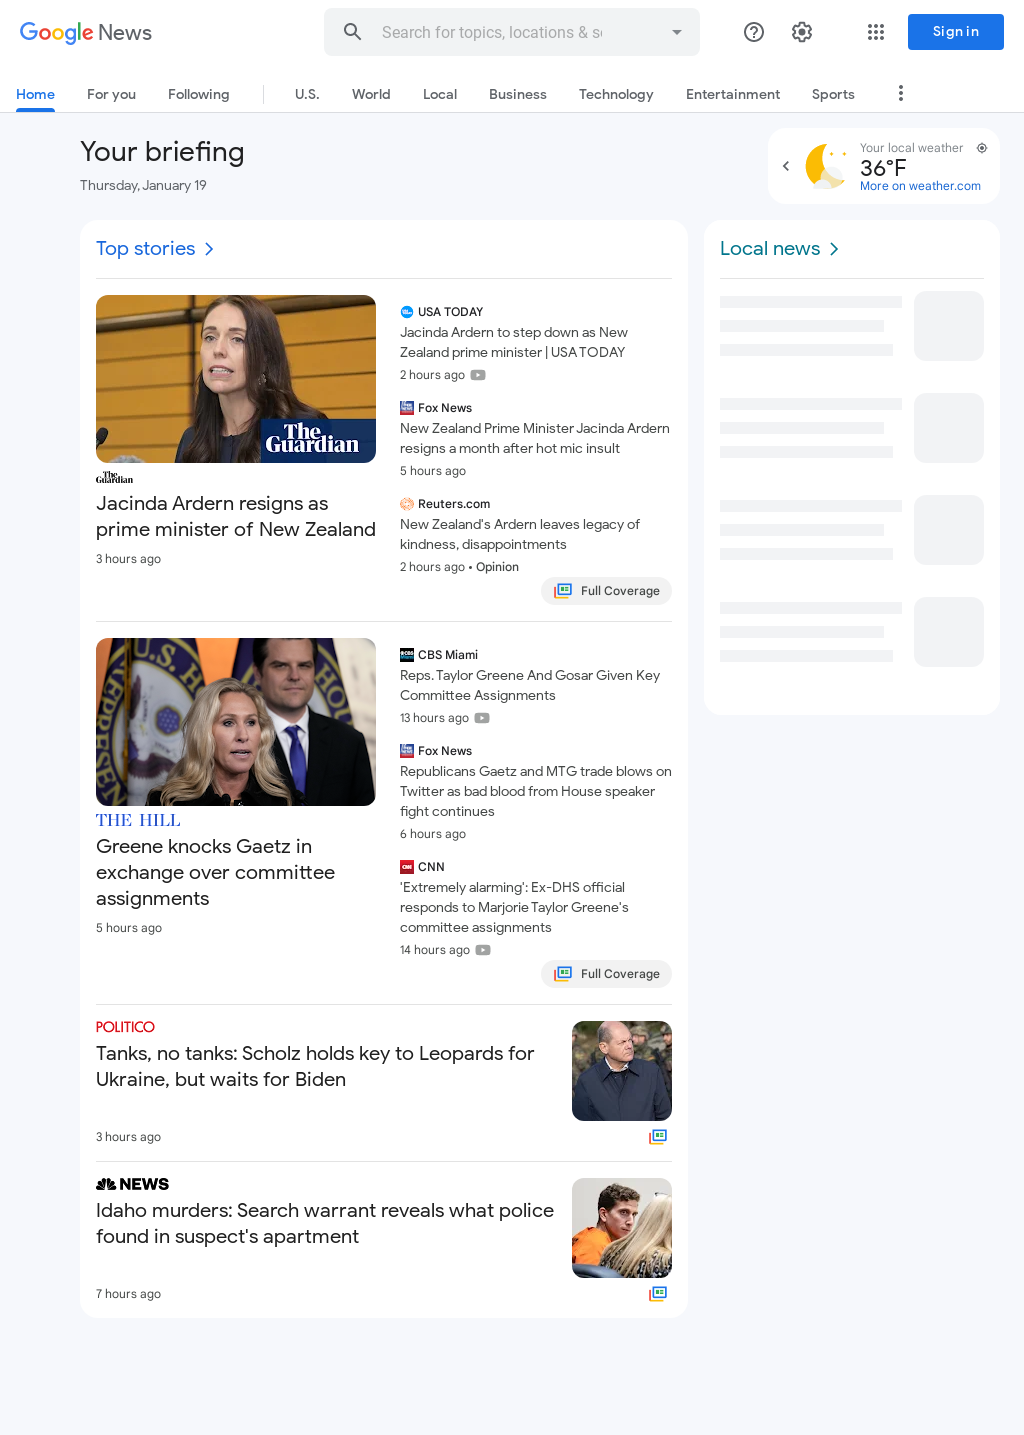 Google News
Search for topics, locations & so
Sign in
Home
For you
Following
U.S.
World
Local
Business
Technology
Entertainment
Sports
Your briefing
Thursday, January 19
Your local weather
36°F
More on weather.com
Top stories
The
Guardian
The
Guardian
Jacinda Ardern resigns as
prime minister of New Zealand
3 hours ago
USA TODAY
Jacinda Ardern to step down as New
Zealand prime minister | USA TODAY
2 hours ago
Fox News
New Zealand Prime Minister Jacinda Ardern
resigns a month after hot mic insult
5 hours ago
Reuters.com
New Zealand's Ardern leaves legacy of
kindness, disappointments
2 hours ago • Opinion
Full Coverage
THE HILL
Greene knocks Gaetz in
exchange over committee
assignments
5 hours ago
CBS Miami
Reps. Taylor Greene And Gosar Given Key
Committee Assignments
13 hours ago
Fox News
Republicans Gaetz and MTG trade blows on
Twitter as bad blood from House speaker
fight continues
6 hours ago
CNN
'Extremely alarming': Ex-DHS official
responds to Marjorie Taylor Greene's
committee assignments
14 hours ago
Full Coverage
POLITICO
Tanks, no tanks: Scholz holds key to Leopards for
Ukraine, but waits for Biden
3 hours ago
NEWS
Idaho murders: Search warrant reveals what police
found in suspect's apartment
7 hours ago
Local news